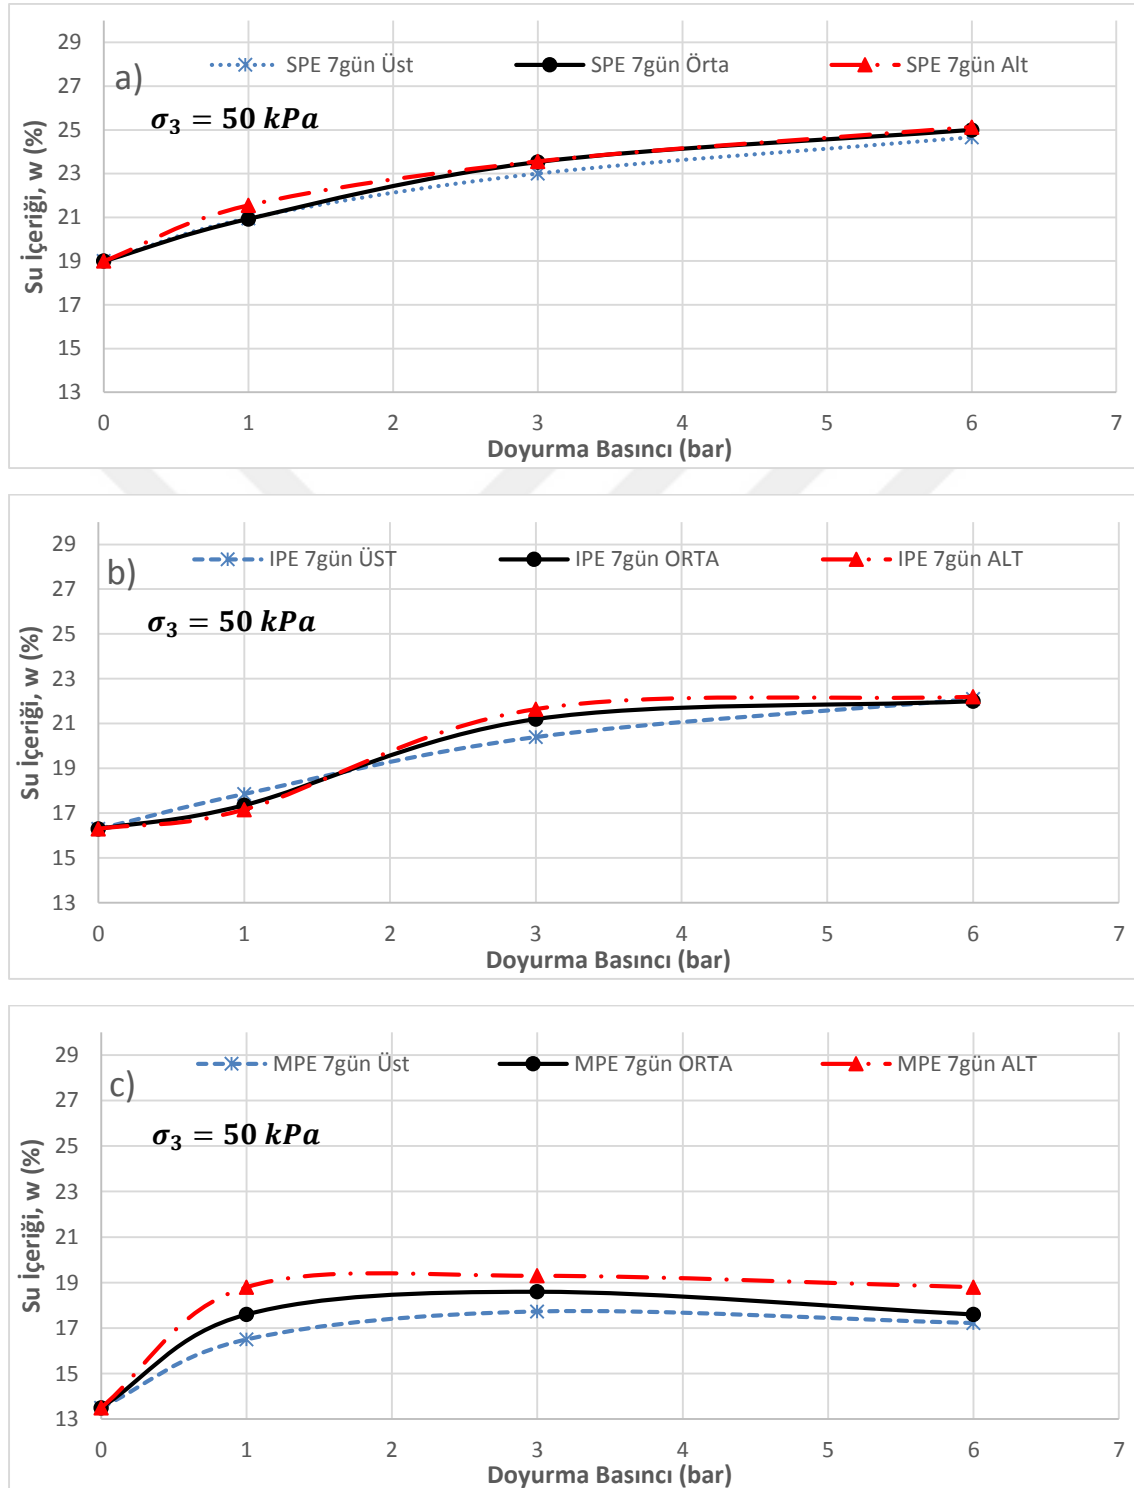 29
27
25
23
21
19
17
15
13
Su İçeriği, w (%)
SPE 7gün Üst
SPE 7gün Örta
SPE 7gün Alt
a)
σ₃ = 50 kPa
0 1 2 3 4 5 6 7
Doyurma Basıncı (bar)
29
27
25
23
21
19
17
15
13
Su İçeriği, w (%)
IPE 7gün ÜST
IPE 7gün ORTA
IPE 7gün ALT
b)
σ₃ = 50 kPa
0 1 2 3 4 5 6 7
Doyurma Basıncı (bar)
29
27
25
23
21
19
17
15
13
Su İçeriği, w (%)
MPE 7gün Üst
MPE 7gün ORTA
MPE 7gün ALT
c)
σ₃ = 50 kPa
0 1 2 3 4 5 6 7
Doyurma Basıncı (bar)